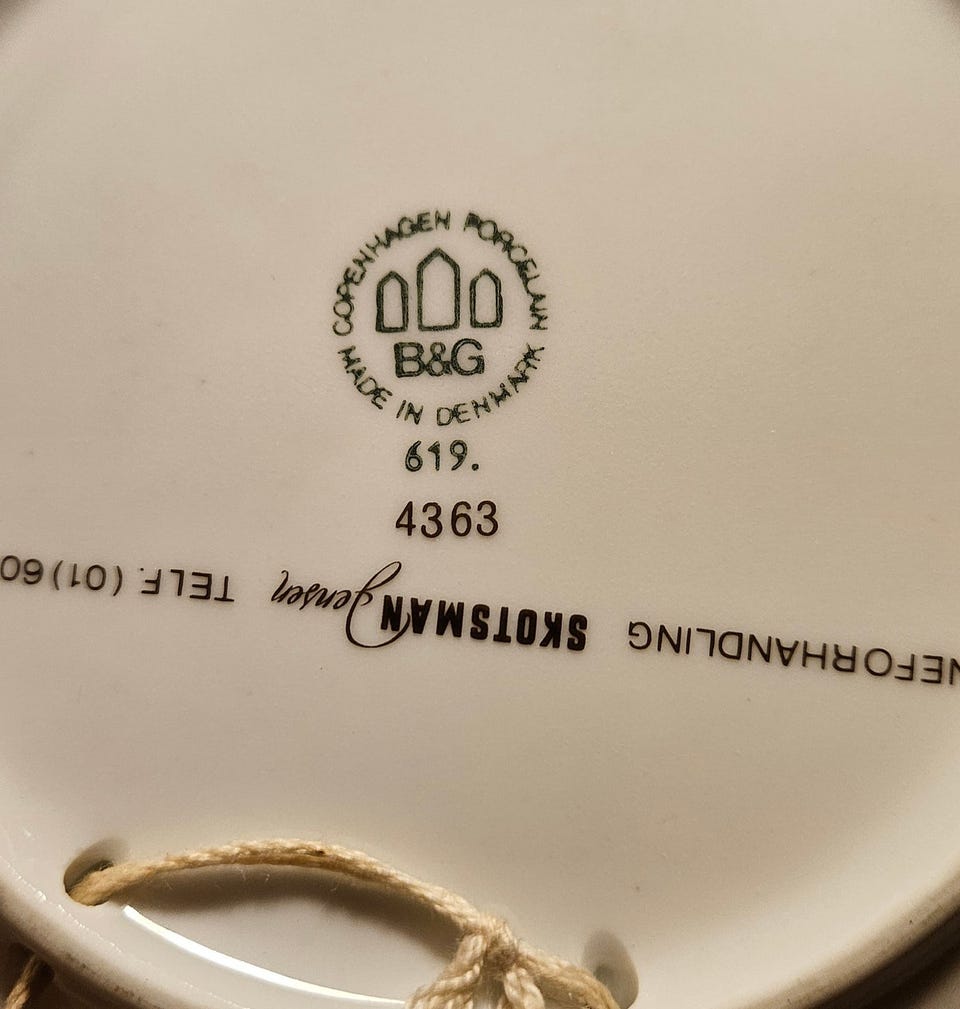 COPENHAGEN PORCELAIN
B&G
MADE IN DENMARK
619.
4363
NEFORHANDLING SKOTSMAN Jensen TELF. (01) 60